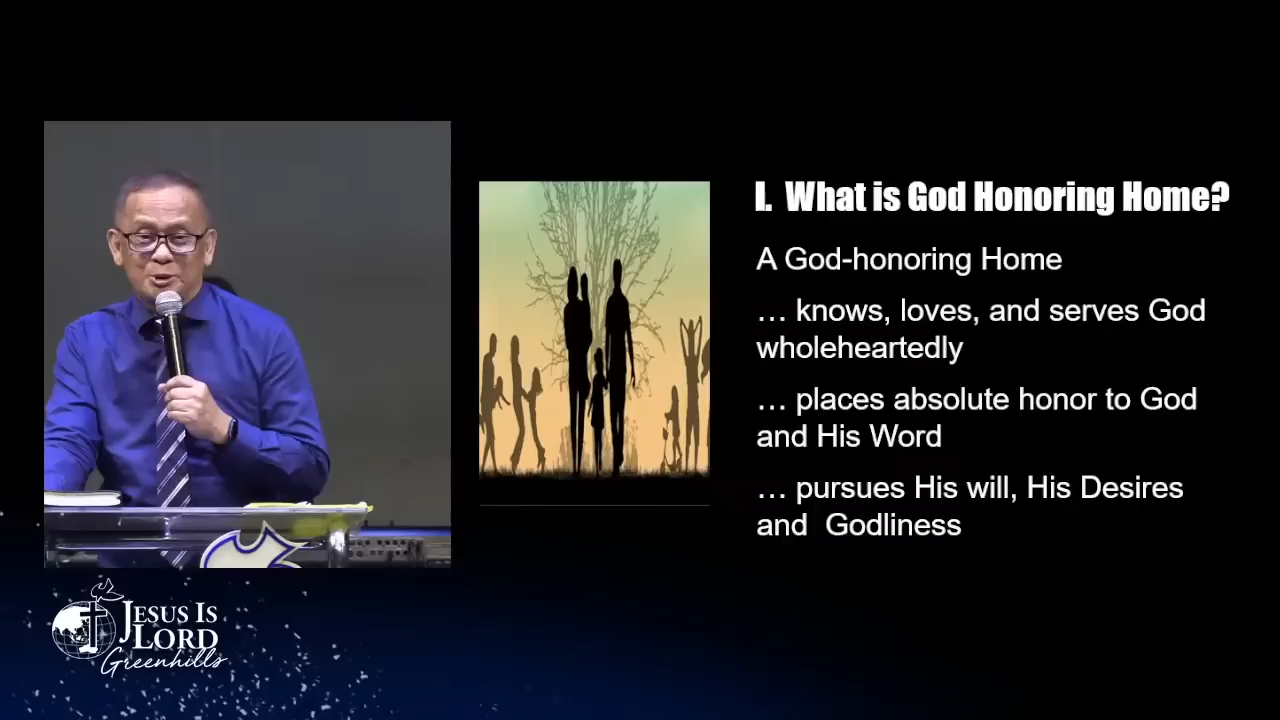 I. What is God Honoring Home?
A God-honoring Home
… knows, loves, and serves God
wholeheartedly
… places absolute honor to God
and His Word
… pursues His will, His Desires
and  Godliness
JESUS IS
LORD
Greenhills